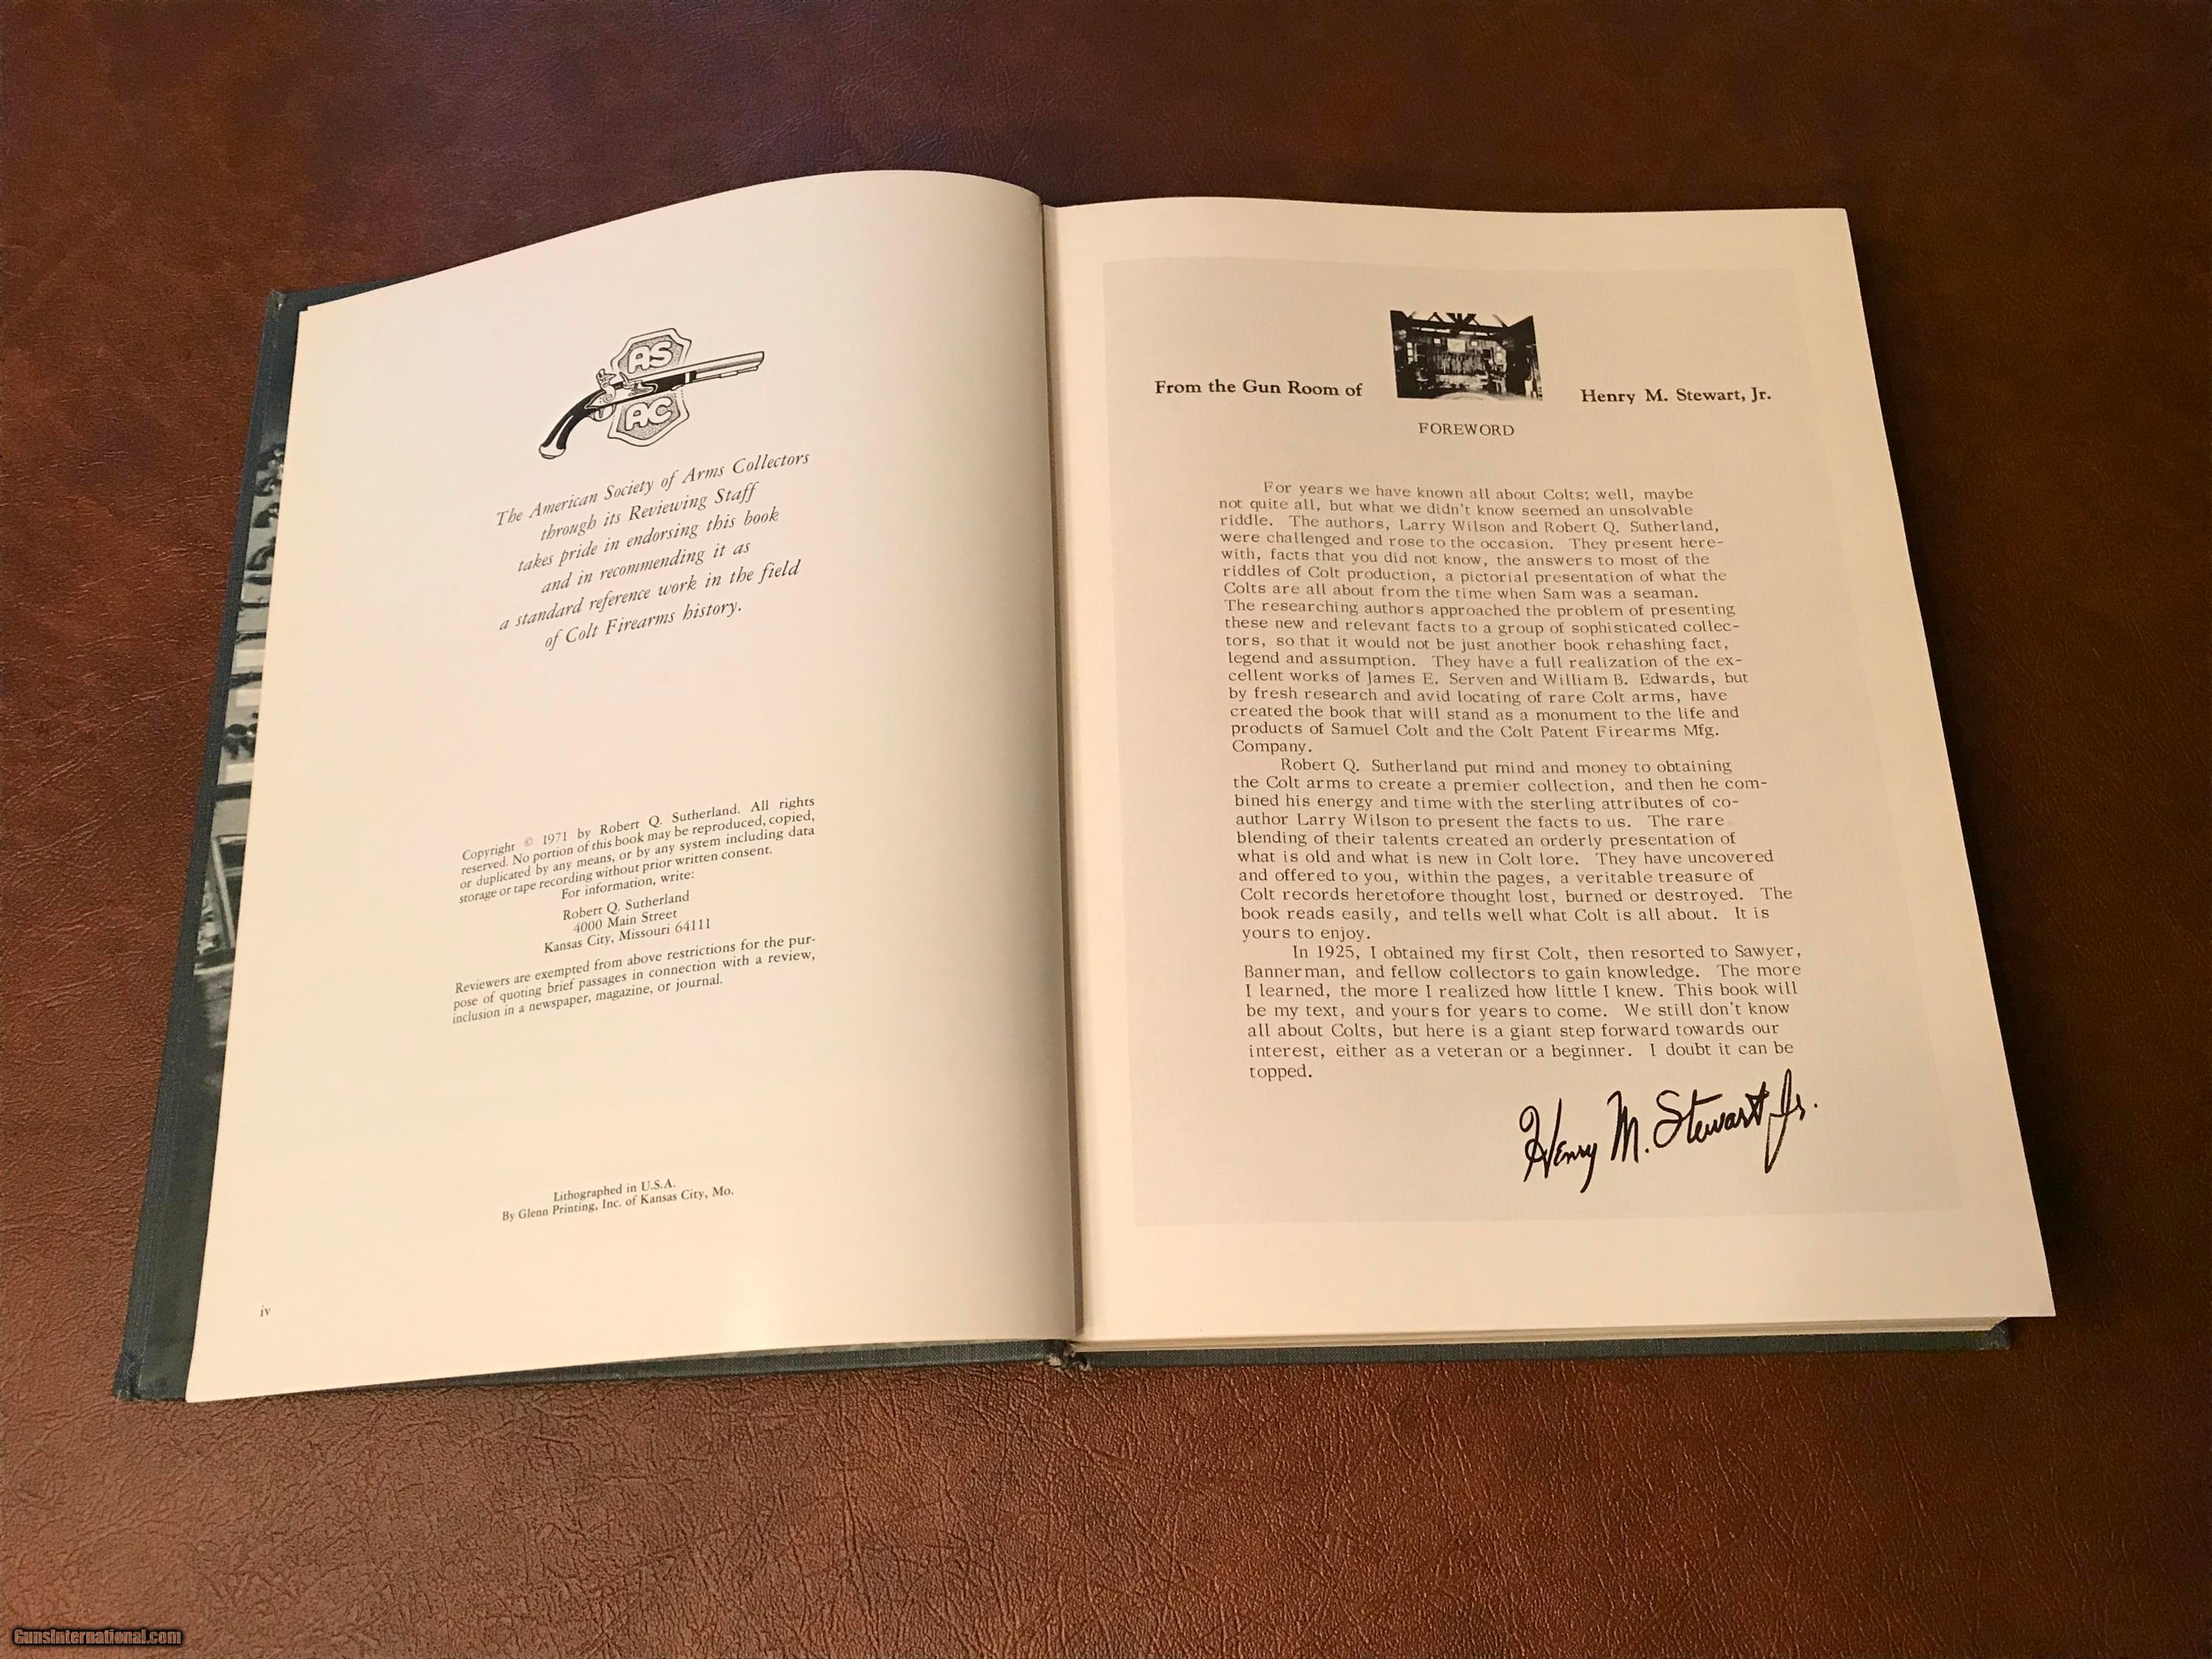 AS
AC
The American Society of Arms Collectors
through its Reviewing Staff
takes pride in endorsing this book
and in recommending it as
a standard reference work in the field
of Colt Firearms history.
Copyright © 1971 by Robert Q. Sutherland. All rights
reserved. No portion of this book may be reproduced, copied,
or duplicated by any means, or by any system including data
storage or tape recording without prior written consent.
For information, write:
Robert Q. Sutherland
4000 Main Street
Kansas City, Missouri 64111
Reviewers are exempted from above restrictions for the pur-
pose of quoting brief passages in connection with a review,
inclusion in a newspaper, magazine, or journal.
Lithographed in U.S.A.
By Glenn Printing, Inc. of Kansas City, Mo.
iv
From the Gun Room of Henry M. Stewart, Jr.
FOREWORD
For years we have known all about Colts; well, maybe
not quite all, but what we didn't know seemed an unsolvable
riddle. The authors, Larry Wilson and Robert Q. Sutherland,
were challenged and rose to the occasion. They present here-
with, facts that you did not know, the answers to most of the
riddles of Colt production, a pictorial presentation of what the
Colts are all about from the time when Sam was a seaman.
The researching authors approached the problem of presenting
these new and relevant facts to a group of sophisticated collec-
tors, so that it would not be just another book rehashing fact,
legend and assumption. They have a full realization of the ex-
cellent works of James E. Serven and William B. Edwards, but
by fresh research and avid locating of rare Colt arms, have
created the book that will stand as a monument to the life and
products of Samuel Colt and the Colt Patent Firearms Mfg.
Company.
Robert Q. Sutherland put mind and money to obtaining
the Colt arms to create a premier collection, and then he com-
bined his energy and time with the sterling attributes of co-
author Larry Wilson to present the facts to us. The rare
blending of their talents created an orderly presentation of
what is old and what is new in Colt lore. They have uncovered
and offered to you, within the pages, a veritable treasure of
Colt records heretofore thought lost, burned or destroyed. The
book reads easily, and tells well what Colt is all about. It is
yours to enjoy.
In 1925, I obtained my first Colt, then resorted to Sawyer,
Bannerman, and fellow collectors to gain knowledge. The more
I learned, the more I realized how little I knew. This book will
be my text, and yours for years to come. We still don't know
all about Colts, but here is a giant step forward towards our
interest, either as a veteran or a beginner. I doubt it can be
topped.
Henry M. Stewart Jr.
GunsInternational.com